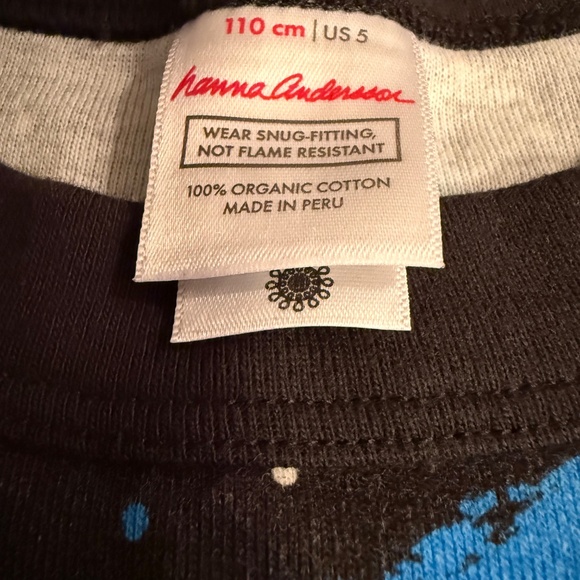 110 cm | US 5
hanna andersson
WEAR SNUG-FITTING,
NOT FLAME RESISTANT
100% ORGANIC COTTON
MADE IN PERU